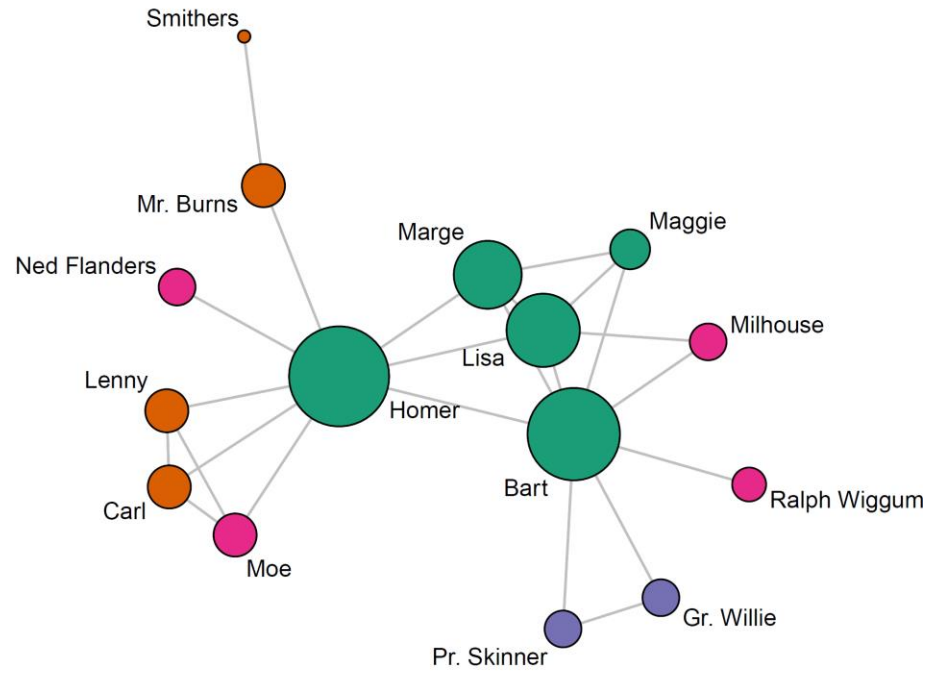 Smithers
Mr. Burns
Marge
Maggie
Ned Flanders
Milhouse
Lisa
Lenny
Homer
Bart
Ralph Wiggum
Carl
Moe
Gr. Willie
Pr. Skinner